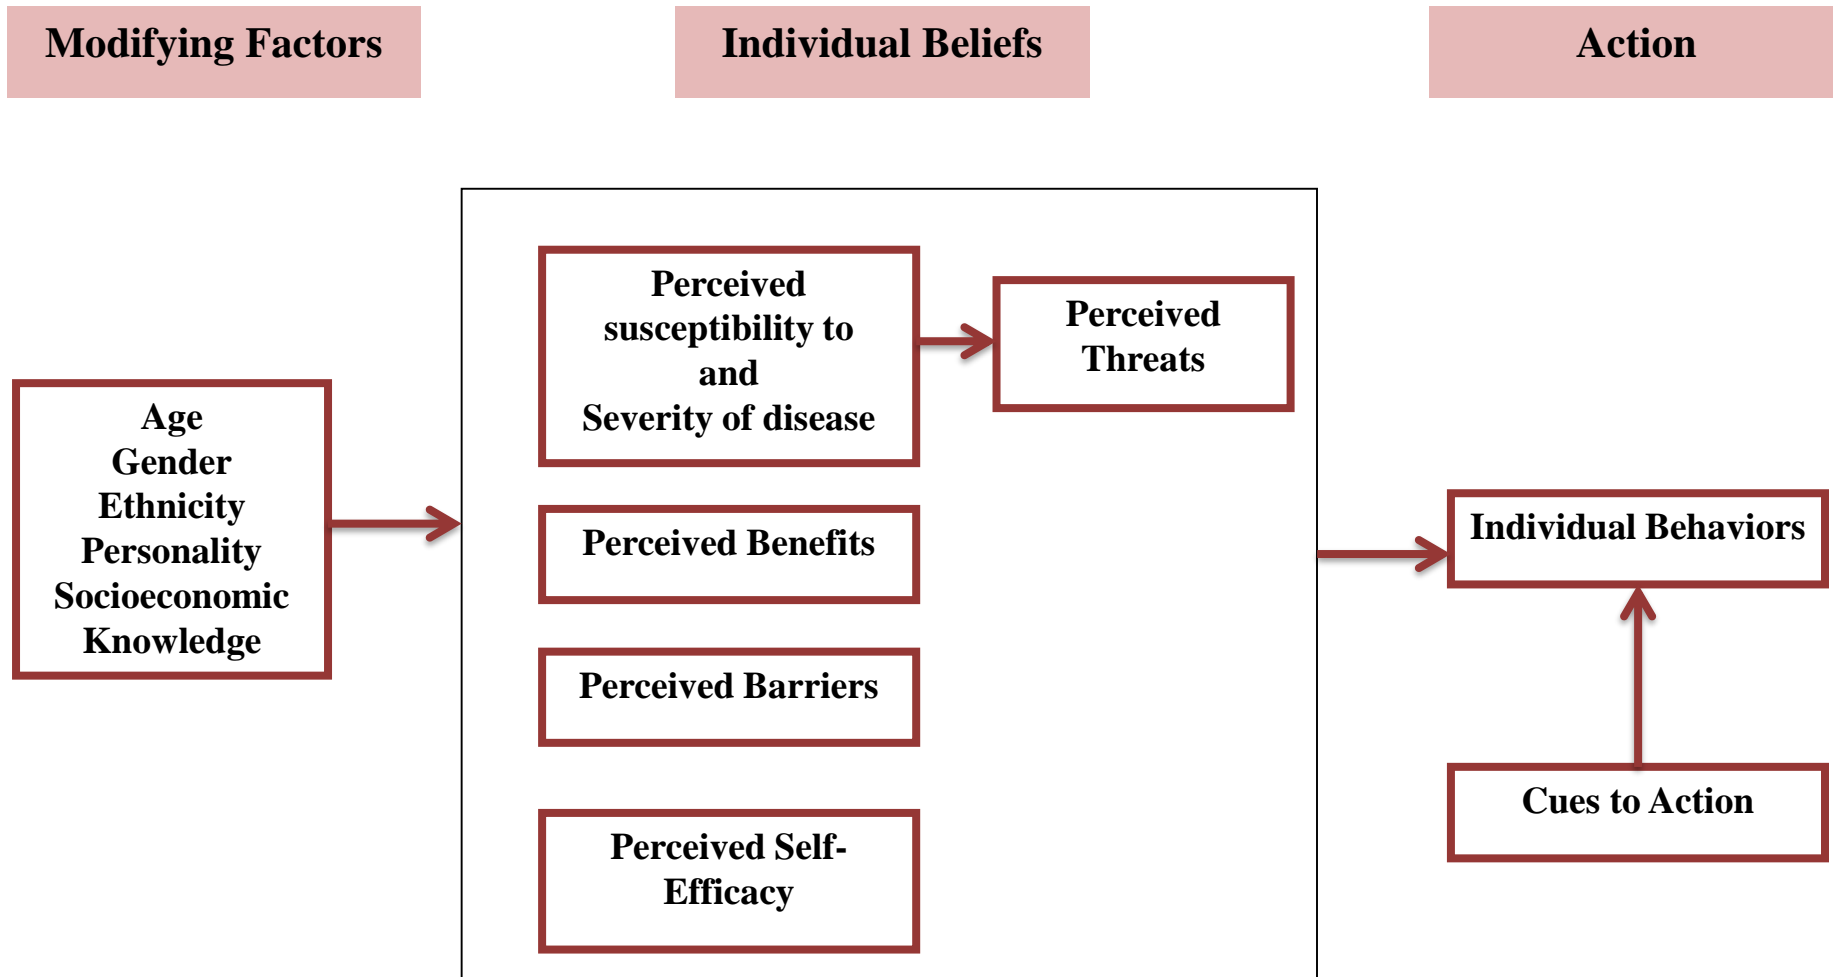 Modifying Factors
Individual Beliefs
Action
Age
Gender
Ethnicity
Personality
Socioeconomic
Knowledge
Perceived
susceptibility to
and
Severity of disease
Perceived
Threats
Perceived Benefits
Perceived Barriers
Perceived Self-
Efficacy
Individual Behaviors
Cues to Action